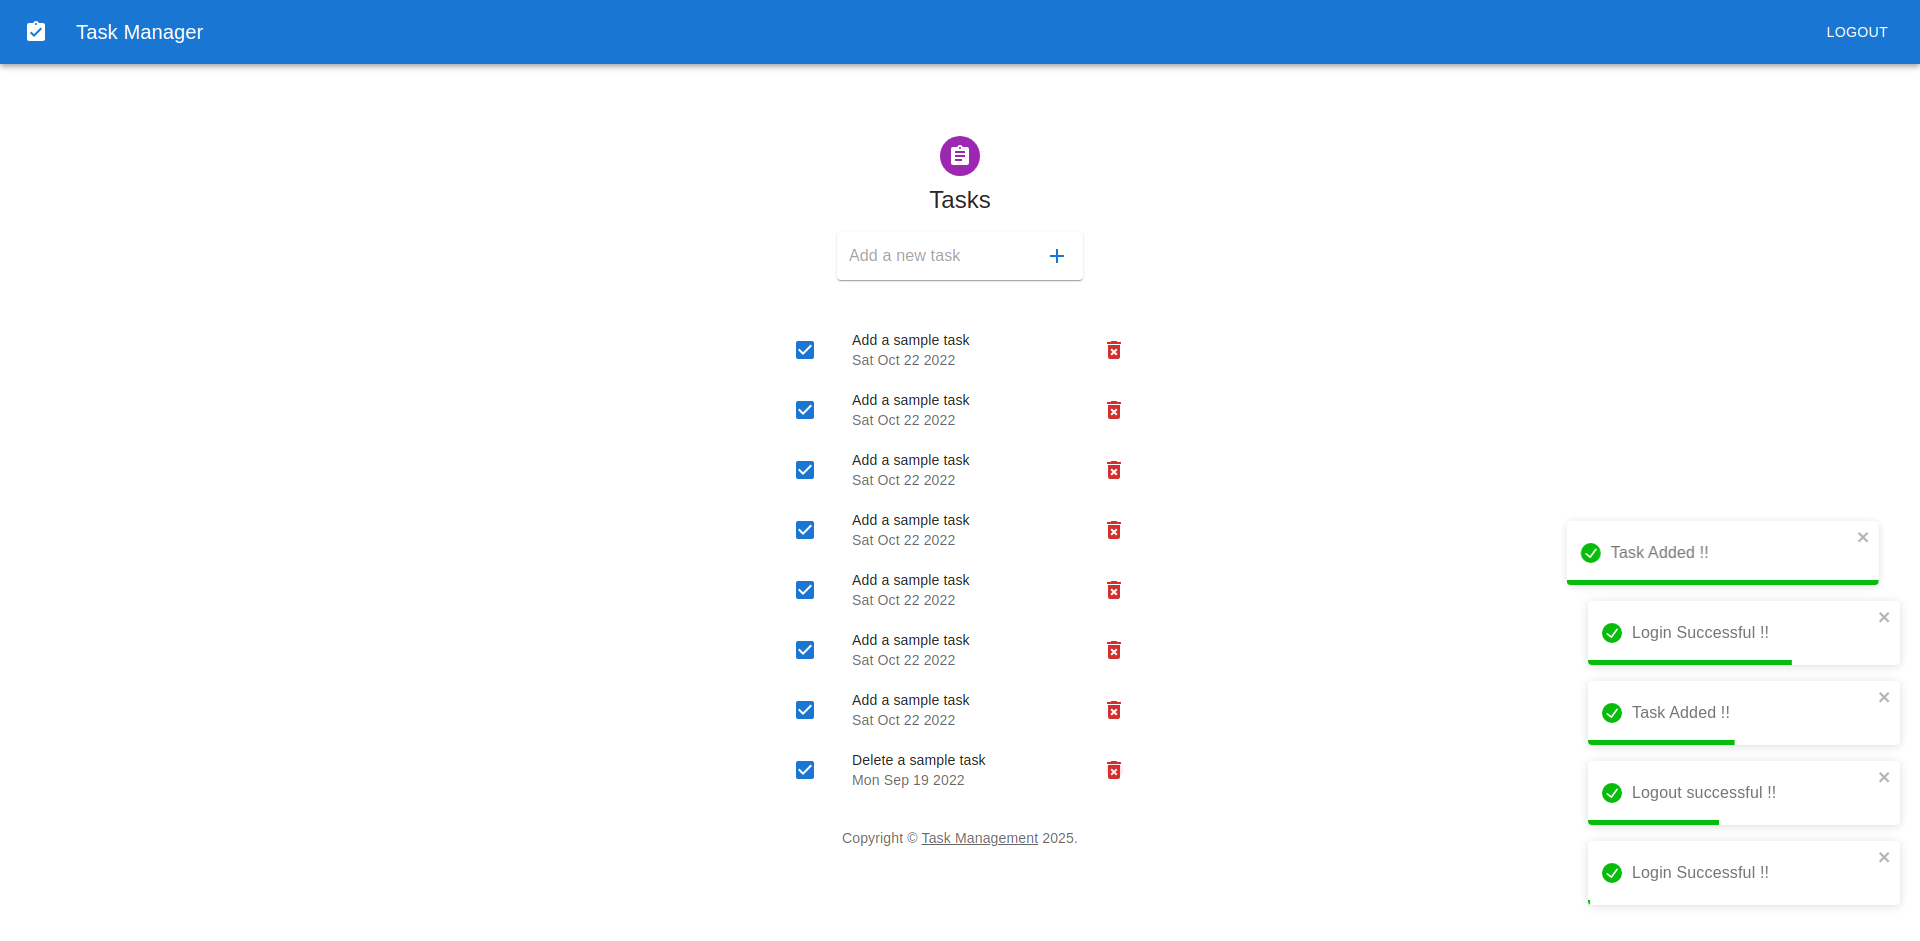 Task Manager
LOGOUT
Tasks
Add a new task
Add a sample task
Sat Oct 22 2022
Add a sample task
Sat Oct 22 2022
Add a sample task
Sat Oct 22 2022
Add a sample task
Sat Oct 22 2022
Add a sample task
Sat Oct 22 2022
Add a sample task
Sat Oct 22 2022
Add a sample task
Sat Oct 22 2022
Delete a sample task
Mon Sep 19 2022
Copyright © Task Management 2025.
Task Added !!
Login Successful !!
Task Added !!
Logout successful !!
Login Successful !!